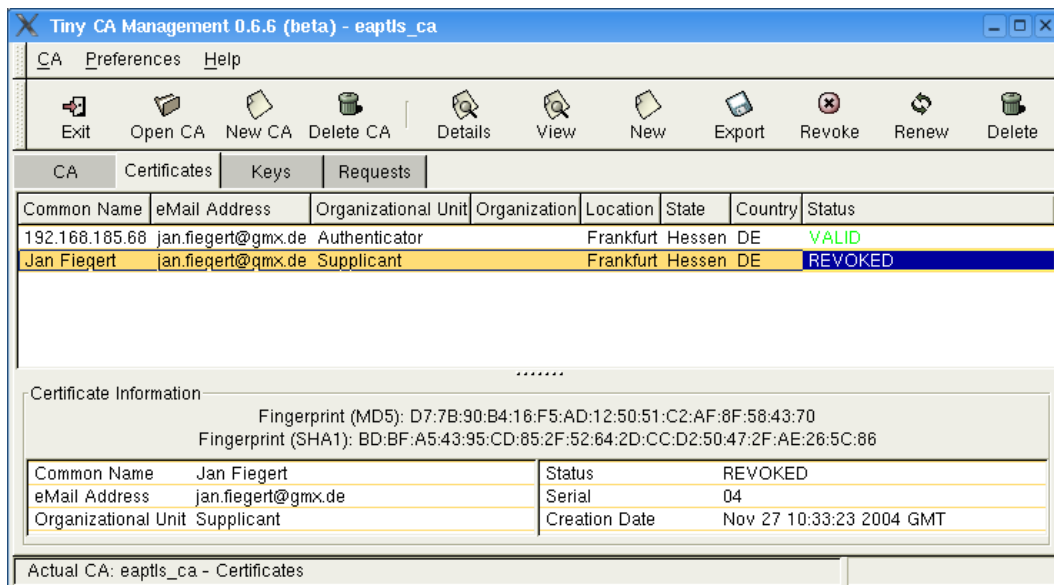 Tiny CA Management 0.6.6 (beta) - eaptls_ca
CA Preferences Help
Exit Open CA New CA Delete CA Details View New Export Revoke Renew Delete
CA Certificates Keys Requests
Common Name eMail Address Organizational Unit Organization Location State Country Status
192.168.185.68 jan.fiegert@gmx.de Authenticator Frankfurt Hessen DE VALID
Jan Fiegert jan.fiegert@gmx.de Supplicant Frankfurt Hessen DE REVOKED
Certificate Information
Fingerprint (MD5): D7:7B:90:B4:16:F5:AD:12:50:51:C2:AF:8F:58:43:70
Fingerprint (SHA1): BD:BF:A5:43:95:CD:85:2F:52:64:2D:CC:D2:50:47:2F:AE:26:5C:86
Common Name Jan Fiegert Status REVOKED
eMail Address jan.fiegert@gmx.de Serial 04
Organizational Unit Supplicant Creation Date Nov 27 10:33:23 2004 GMT
Actual CA: eaptls_ca - Certificates